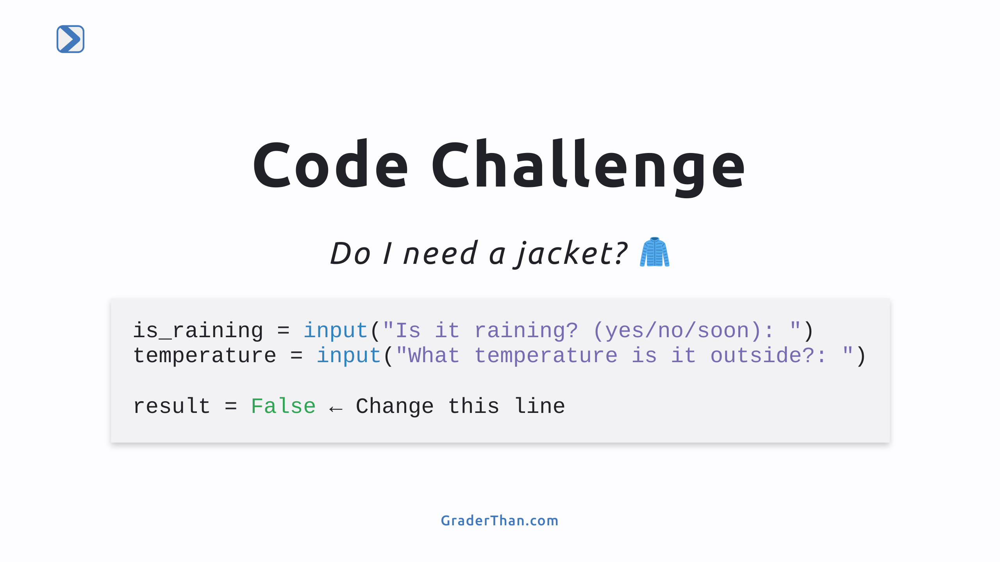 Code Challenge
Do I need a jacket? 🧥
is_raining = input("Is it raining? (yes/no/soon): ")
temperature = input("What temperature is it outside?: ")
result = False ← Change this line
GraderThan.com